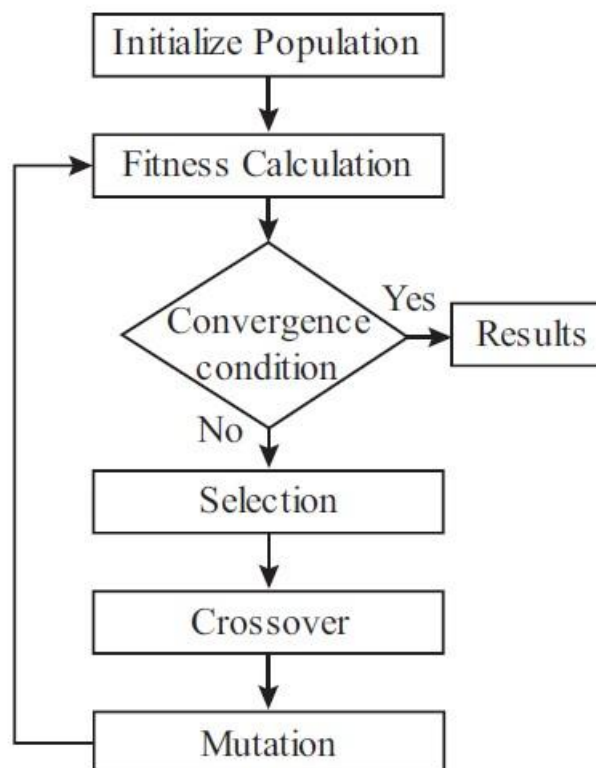 Initialize Population
Fitness Calculation
Convergence
condition
Yes
Results
No
Selection
Crossover
Mutation